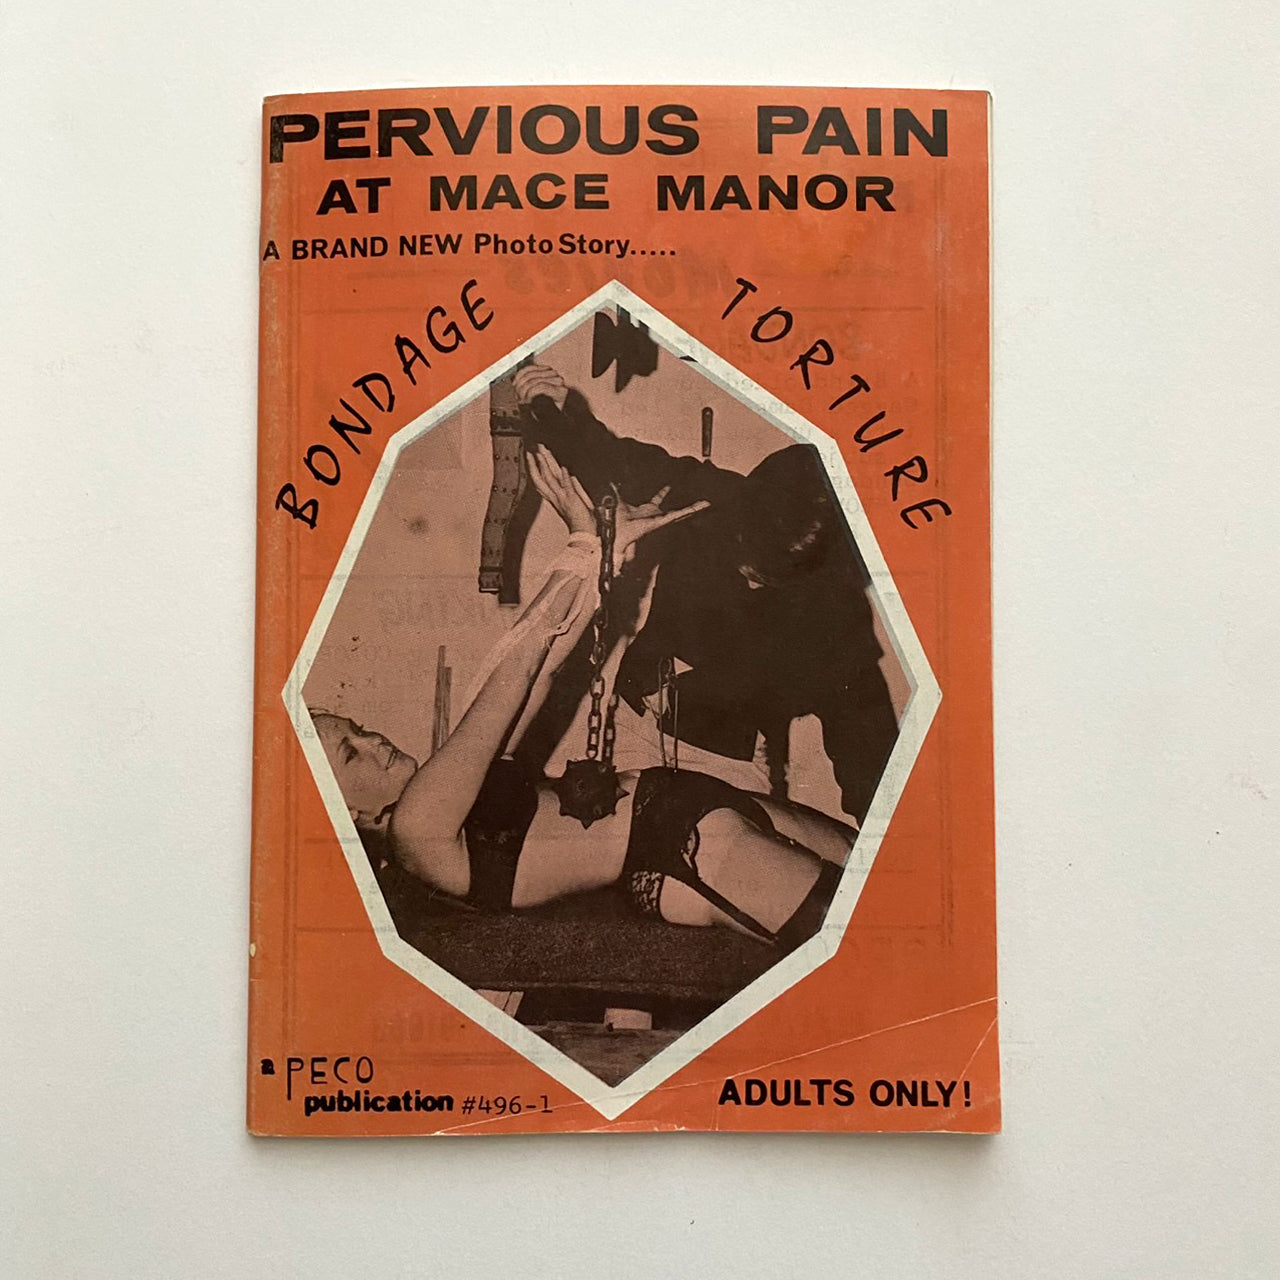 PERVIOUS PAIN
AT MACE MANOR
A BRAND NEW Photo Story.....
BONDAGE
TORTURE
a PECO
publication #496-1
ADULTS ONLY!